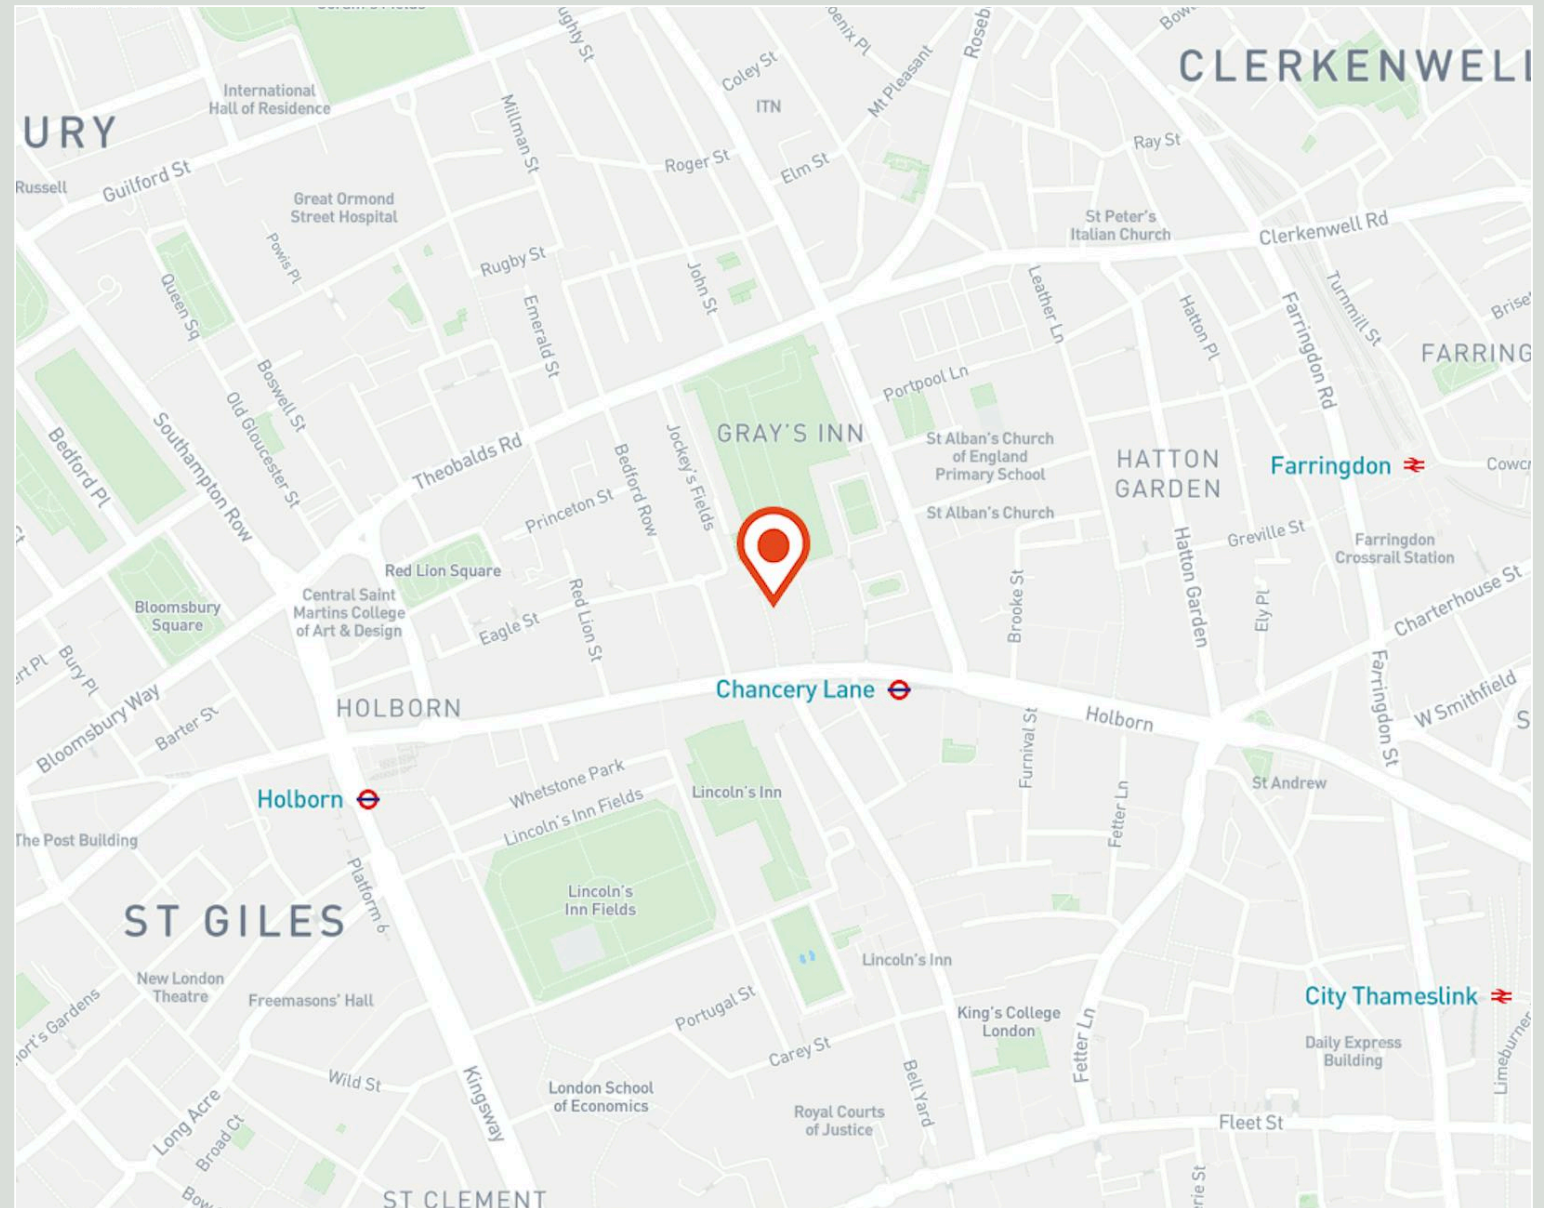 CLERKENWELL
Coley St
ITN
Mt Pleasant
International
Hall of Residence
URY
Millman St
Ray St
Roger St
Elm St
Guilford St
Russell
Great Ormond
Street Hospital
St Peter's
Italian Church
Clerkenwell Rd
Powis Pl
Rugby St
Queen Sq
John St
Leather Ln
Emerald St
Hatton Pl
Turnmill St
Farringdon Rd
FARRING
Boswell St
Old Gloucester St
Portpool Ln
Southampton Row
Bedford Pl
Theobalds Rd
Jockey's Fields
GRAY'S INN
St Alban's Church
of England
Primary School
HATTON
GARDEN
Farringdon
Bedford Row
Princeton St
St Alban's Church
Greville St
Hatton Garden
Farringdon
Crossrail Station
Red Lion Square
Central Saint
Martins College
of Art & Design
Bloomsbury
Square
Red Lion St
Eagle St
Brooke St
Ely Pl
Charterhouse St
Bury Pl
Farringdon St
Chancery Lane
W Smithfield
HOLBORN
Bloomsbury Way
Barter St
Holborn
Furnival St
Whetstone Park
Lincoln's Inn
St Andrew
Holborn
Lincoln's Inn Fields
Fetter Ln
The Post Building
Platform 6
Lincoln's
Inn Fields
ST GILES
Lincoln's Inn
New London
Theatre
Freemasons' Hall
City Thameslink
Portugal St
King's College
London
Carey St
Fetter Ln
Daily Express
Building
Limeburner
Wild St
Kingsway
London School
of Economics
Bell Yard
Royal Courts
of Justice
Long Acre
Broad Ct
Fleet St
ST CLEMENT